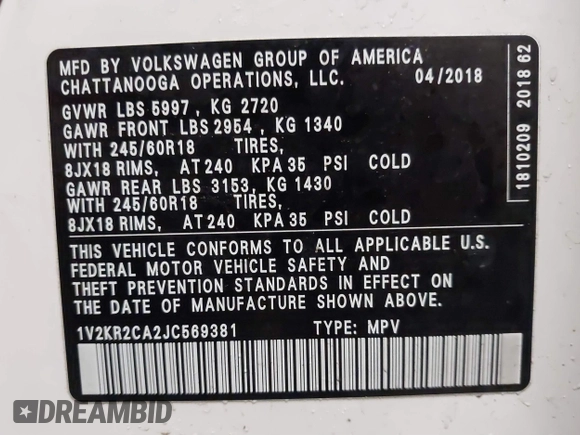 MFD BY VOLKSWAGEN GROUP OF AMERICA
CHATTANOOGA OPERATIONS, LLC. 04/2018
GVWR LBS 5997, KG 2720
GAWR FRONT LBS 2954, KG 1340
WITH 245/60R18 TIRES,
8JX18 RIMS, AT 240 KPA 35 PSI COLD
GAWR REAR LBS 3153, KG 1430
WITH 245/60R18 TIRES,
8JX18 RIMS, AT 240 KPA 35 PSI COLD
THIS VEHICLE CONFORMS TO ALL APPLICABLE U.S.
FEDERAL MOTOR VEHICLE SAFETY AND
THEFT PREVENTION STANDARDS IN EFFECT ON
THE DATE OF MANUFACTURE SHOWN ABOVE.
1V2KR2CA2JC569381 TYPE: MPV
1810209 2018 62
DREAMBID